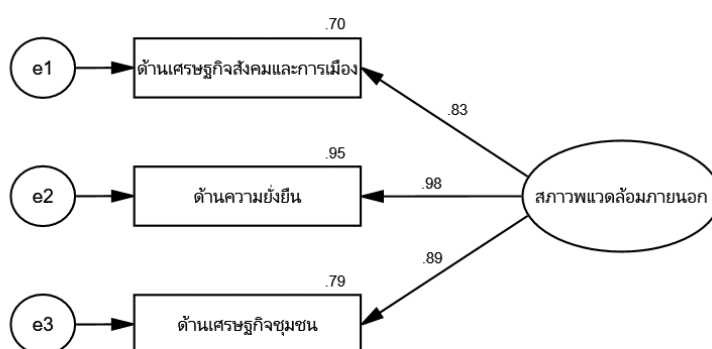 .70
e1
ด้านเศรษฐกิจสังคมและการเมือง
.83
.95
e2
ด้านความยั่งยืน
.98
สภาวพแวดล้อมภายนอก
.89
.79
e3
ด้านเศรษฐกิจชุมชน